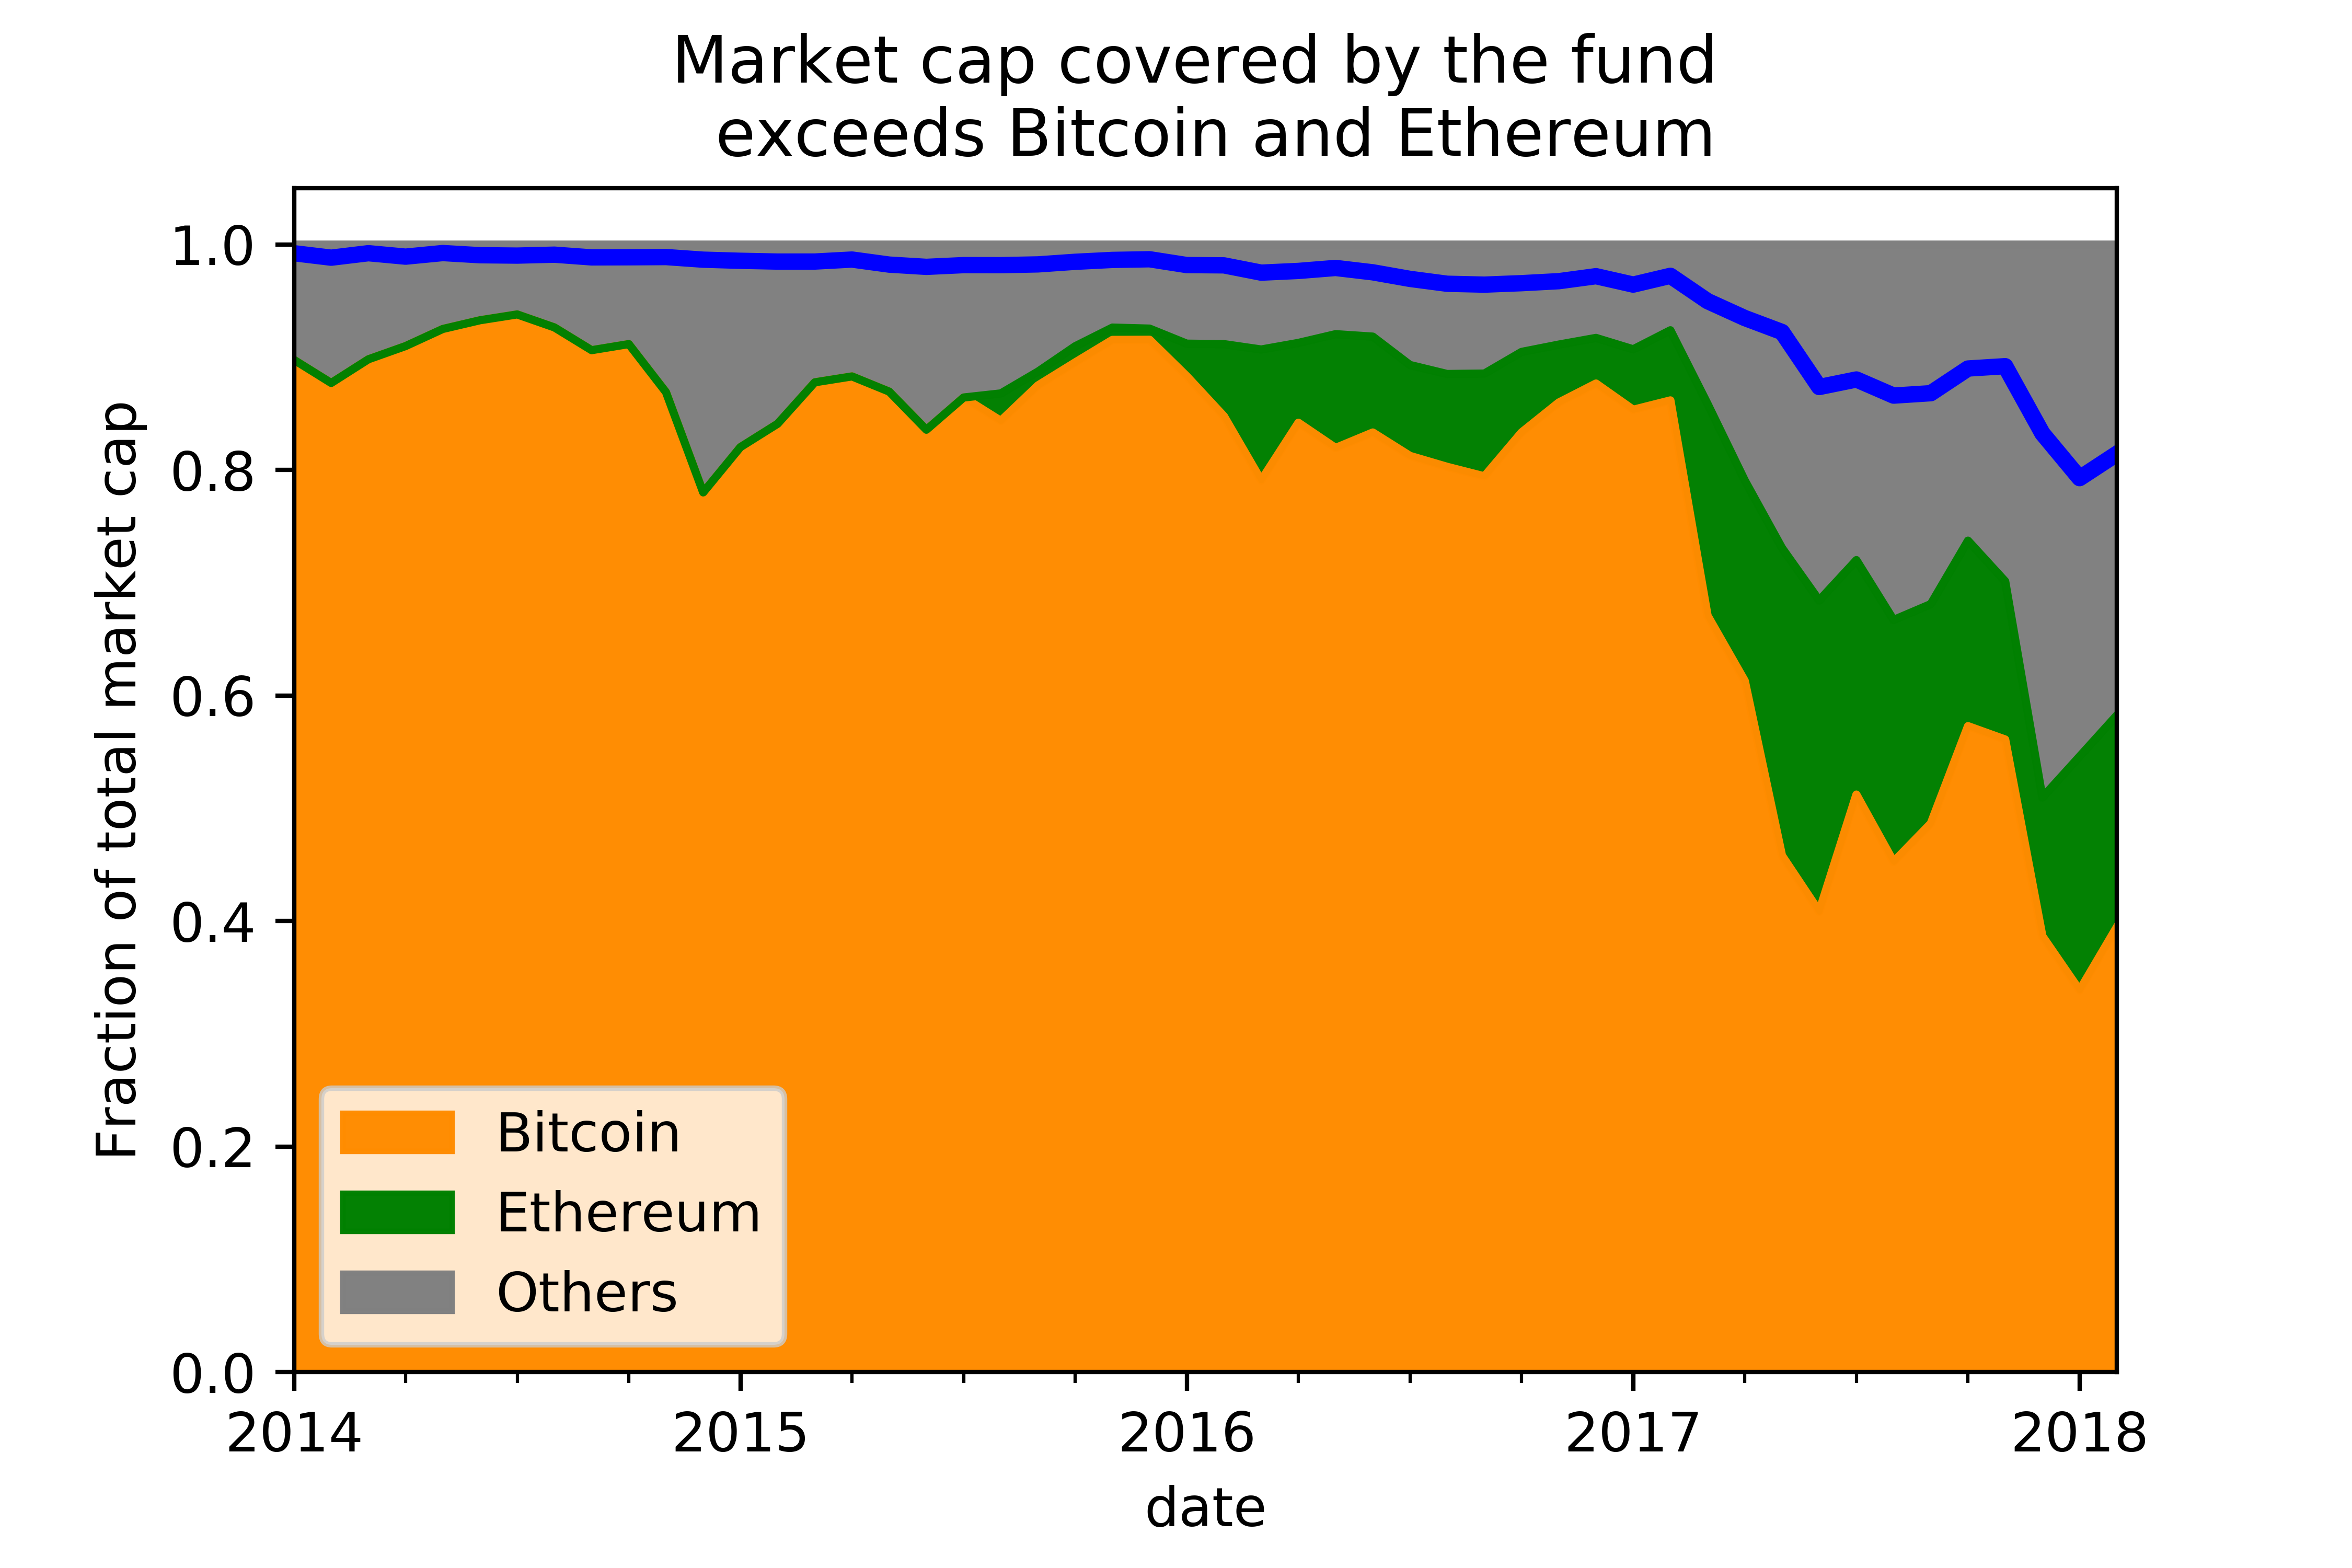 Market cap covered by the fund
exceeds Bitcoin and Ethereum
1.0
0.8
0.6
0.4
0.2
0.0
Fraction of total market cap
Bitcoin
Ethereum
Others
2014 2015 2016 2017 2018
date